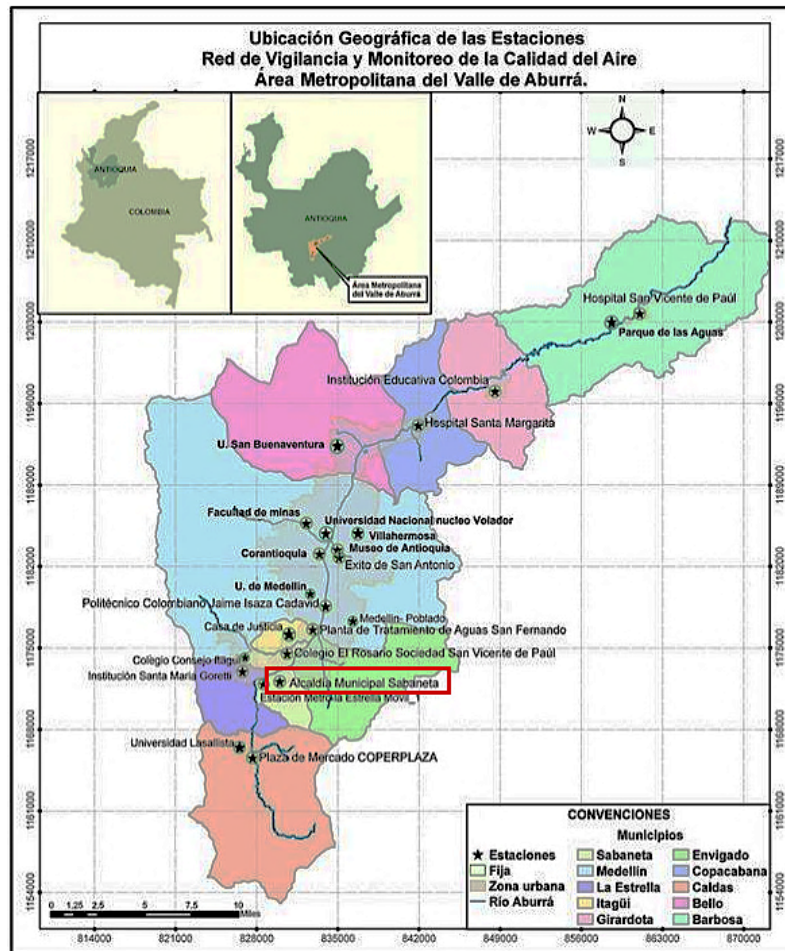 Ubicación Geográfica de las Estaciones
Red de Vigilancia y Monitoreo de la Calidad del Aire
Área Metropolitana del Valle de Aburrá.
N
W E
S
ANTIOQUIA
COLOMBIA
ANTIOQUIA
Área Metropolitana
del Valle de Aburrá
1217000
1210000
1196000
1189000
1182000
1175000
1168000
1161000
1154000
Hospital San Vicente de Paúl
Parque de las Aguas
Institución Educativa Colombia
Hospital Santa Margarita
U. San Buenaventura
Facultad de minas
Universidad Nacional nucleo Volador
Villahermosa
Corantioquia
Museo de Antioquia
Exito de San Antonio
U. de Medellín
Politécnico Colombiano Jaime Isaza Cadavid
Medellin- Poblado
Casa de Justicia
Planta de Tratamiento de Aguas San Fernando
Colegio El Rosario Sociedad San Vicente de Paúl
Colegio Consejo Itagui
Institución Santa Maria Goretti
Alcaldía Municipal Sabaneta
Estación Metro la Estrella Movil_
Universidad Lasallista
Plaza de Mercado COPERPLAZA
CONVENCIONES
Municipios
Estaciones
Fija
Zona urbana
Río Aburrá
Sabaneta
Medellín
La Estrella
Itagüi
Girardota
Envigado
Copacabana
Caldas
Bello
Barbosa
0 1,25 2,5 5 7,5 10
Miles
814000 821000 828000 835000 842000 849000 856000 863000 870000